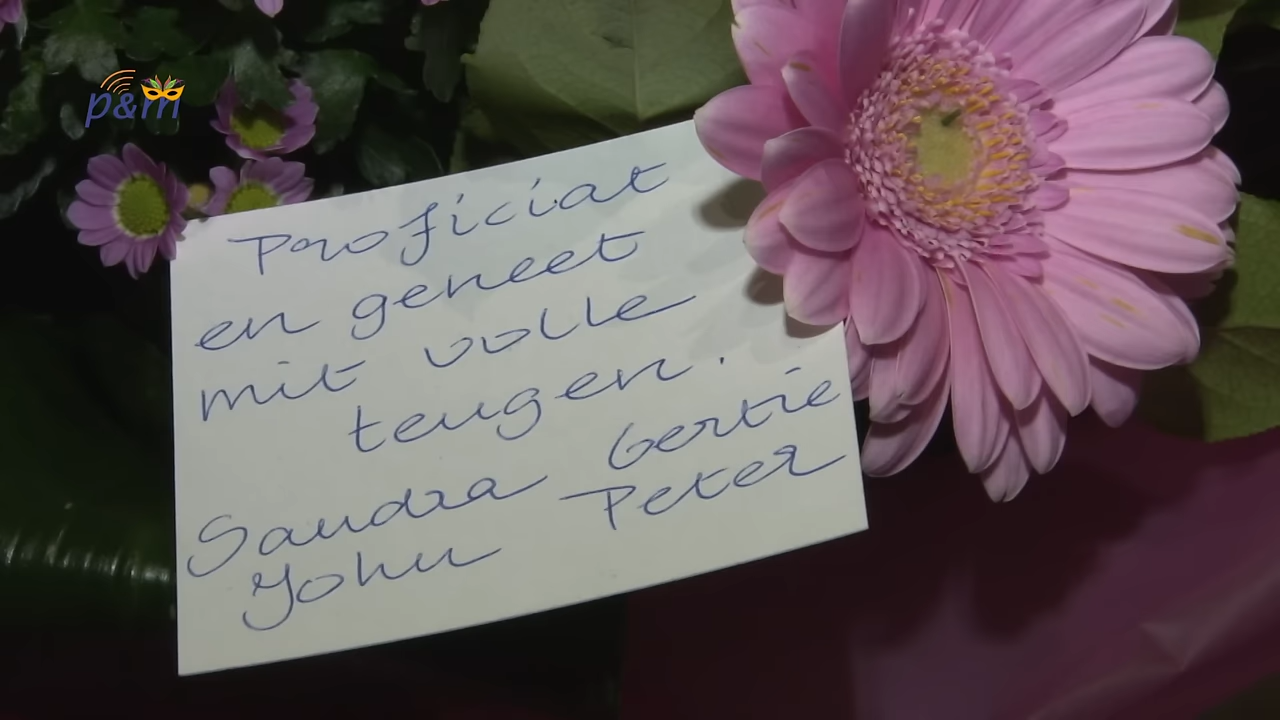 p&m
Proficiat
en geneet
mit volle
teugen.
Sandra Gertie
John Peter